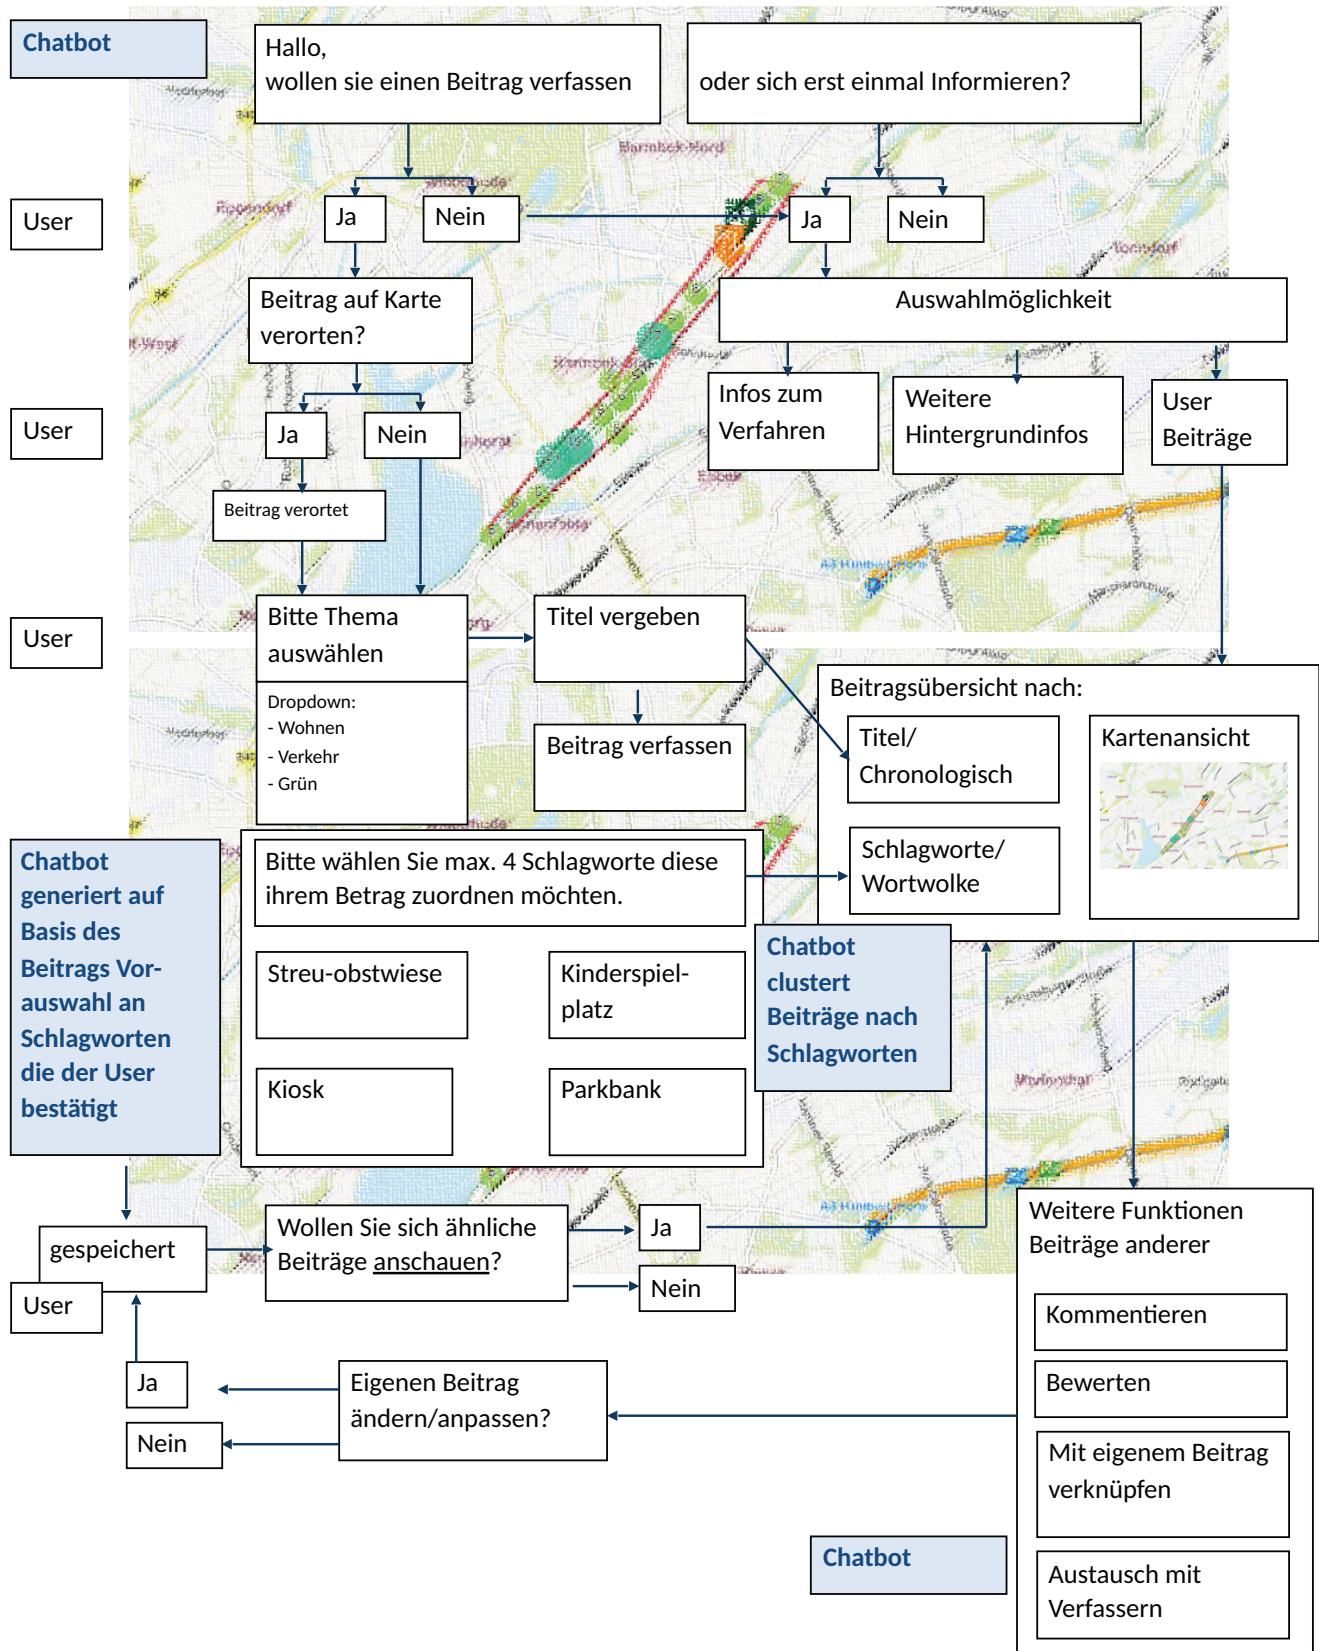 Chatbot
Hallo,
wollen sie einen Beitrag verfassen
oder sich erst einmal Informieren?
Barmbek-Nord
User
Ja
Nein
Ja
Nein
Beitrag auf Karte
verorten?
Auswahlmöglichkeit
Infos zum
Verfahren
Weitere
Hintergrundinfos
User
Beiträge
User
Ja
Nein
Beitrag verortet
User
Bitte Thema
auswählen
Titel vergeben
Dropdown:
- Wohnen
- Verkehr
- Grün
Beitrag verfassen
Beitragsübersicht nach:
Titel/
Chronologisch
Kartenansicht
Schlagworte/
Wortwolke
Chatbot
generiert auf
Basis des
Beitrags Vor-
auswahl an
Schlagworten
die der User
bestätigt
Bitte wählen Sie max. 4 Schlagworte diese
ihrem Betrag zuordnen möchten.
Streu-obstwiese
Kinderspiel-
platz
Kiosk
Parkbank
Chatbot
clustert
Beiträge nach
Schlagworten
gespeichert
User
Wollen Sie sich ähnliche
Beiträge anschauen?
Ja
Nein
Weitere Funktionen
Beiträge anderer
Kommentieren
Bewerten
Mit eigenem Beitrag
verknüpfen
Austausch mit
Verfassern
Ja
Nein
Eigenen Beitrag
ändern/anpassen?
Chatbot